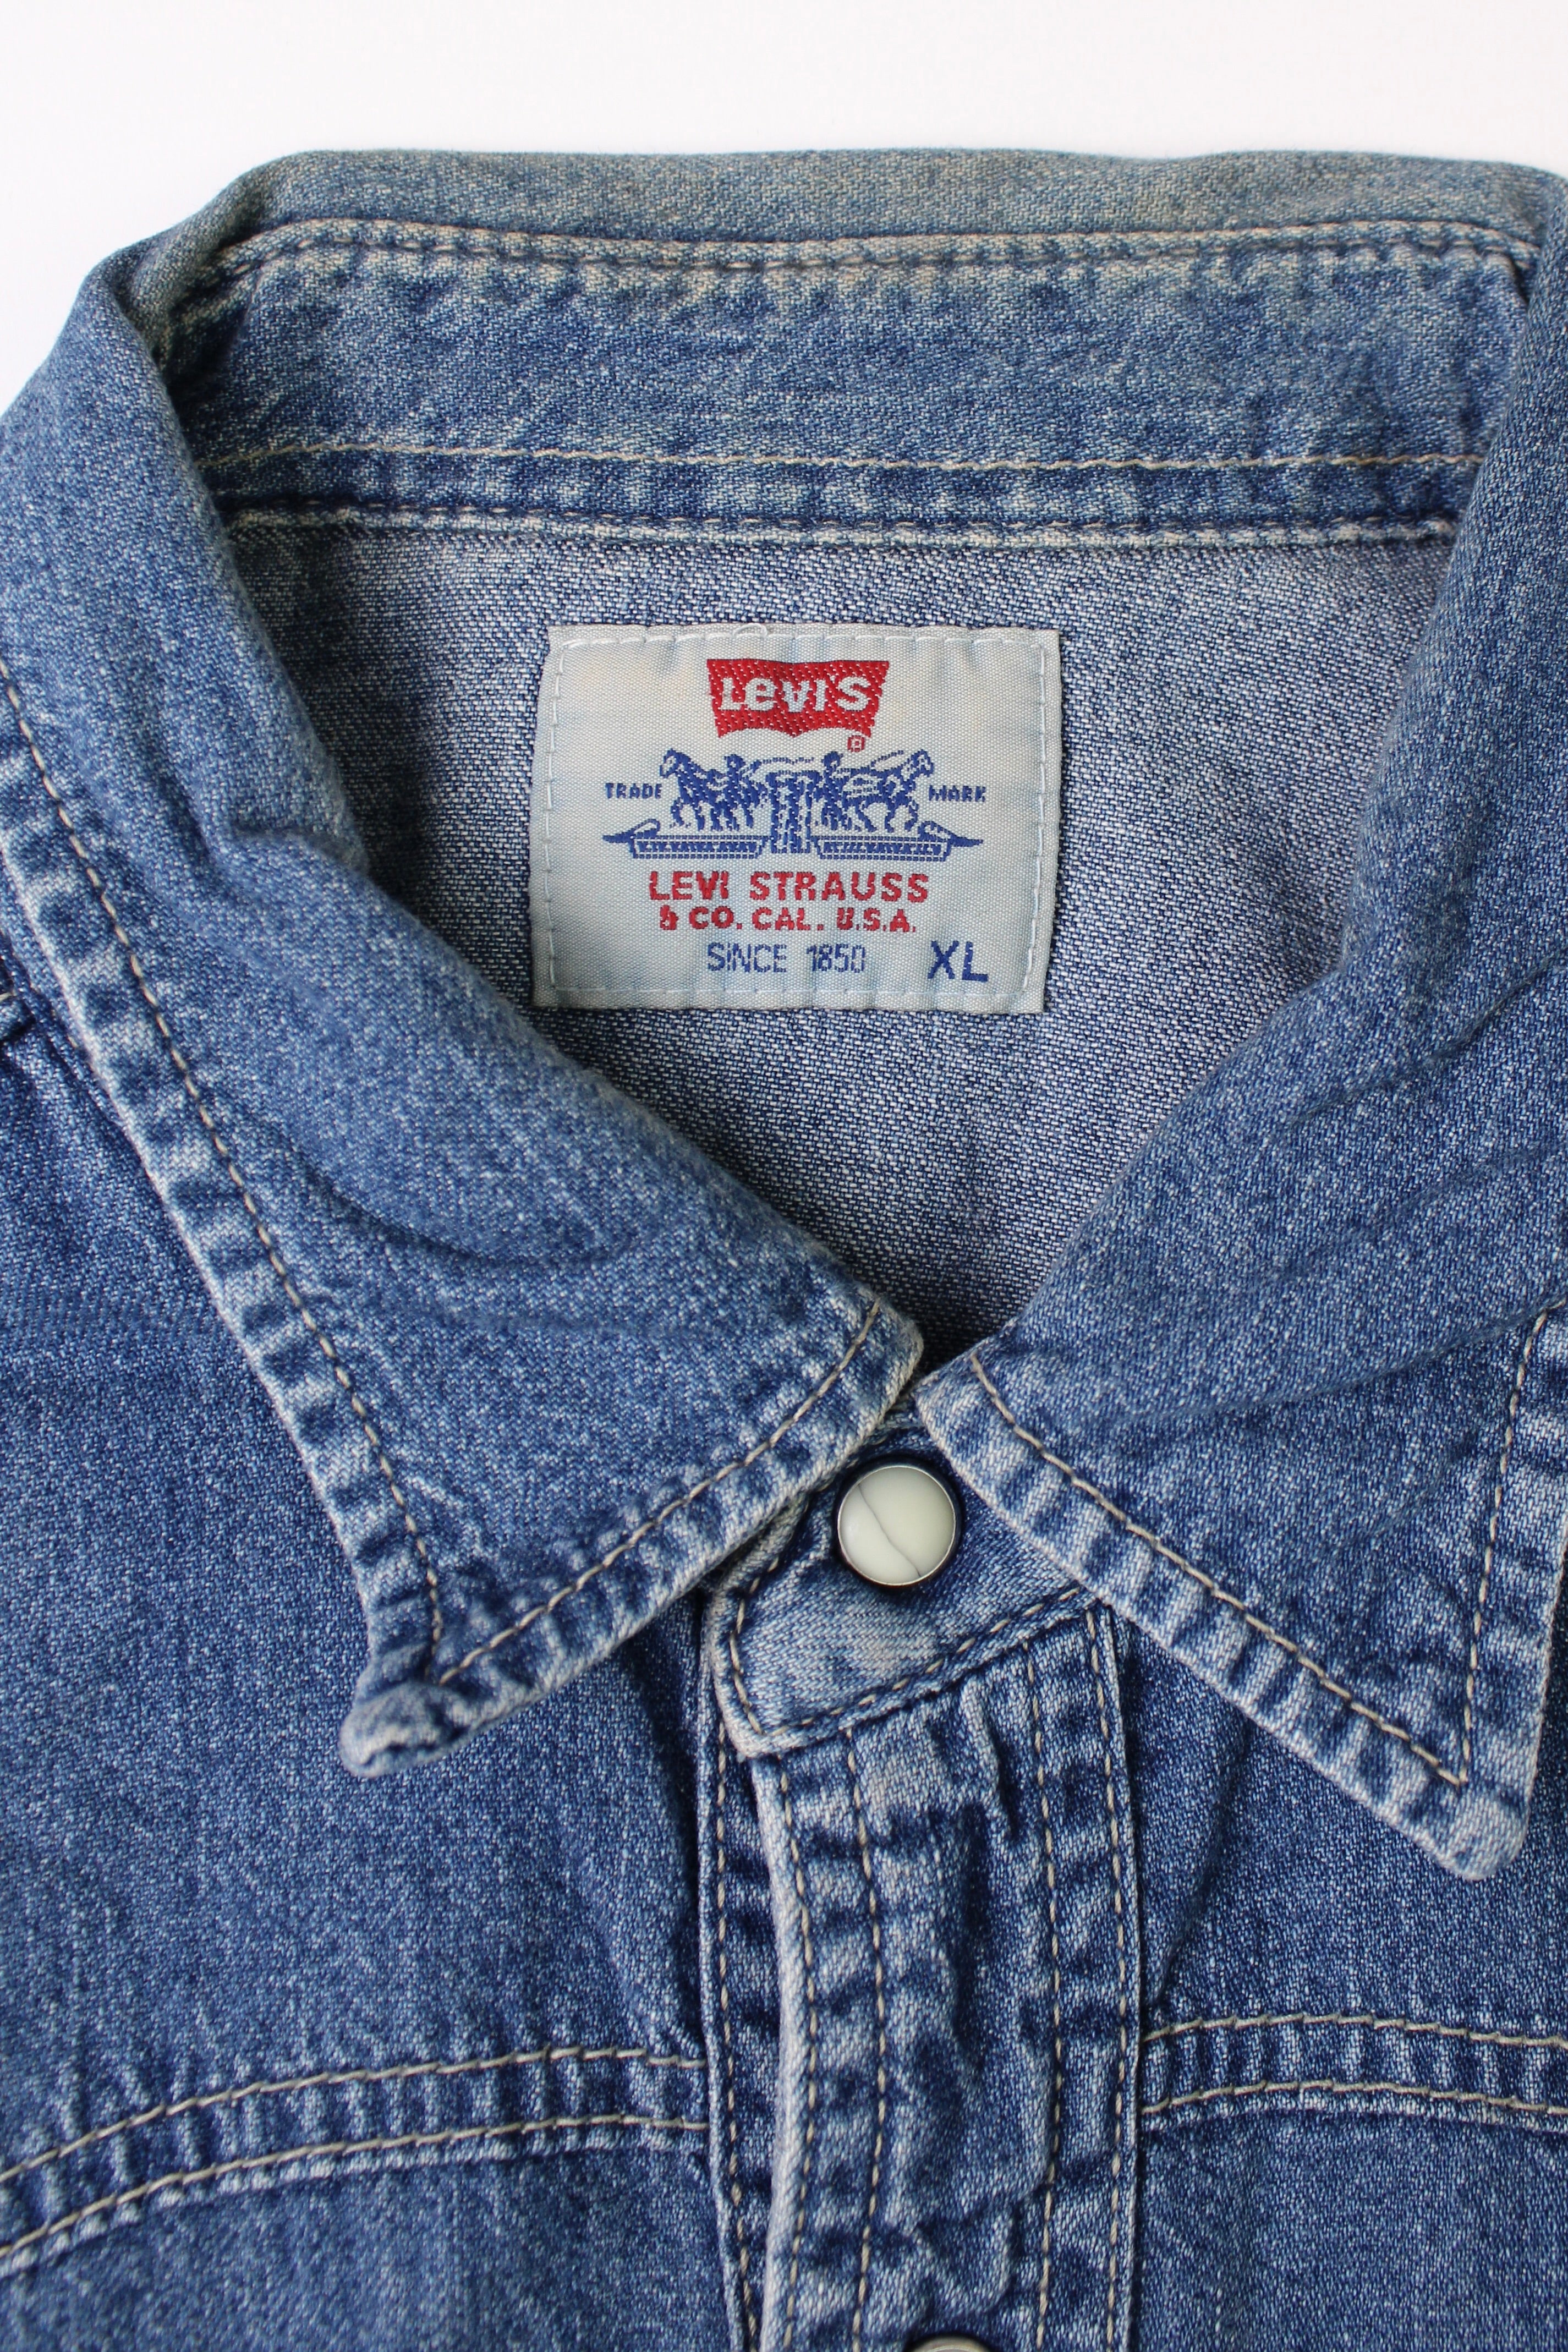 LEVI'S
TRADE MARK
LEVI STRAUSS
& CO. CAL. U.S.A.
SINCE 1850 XL